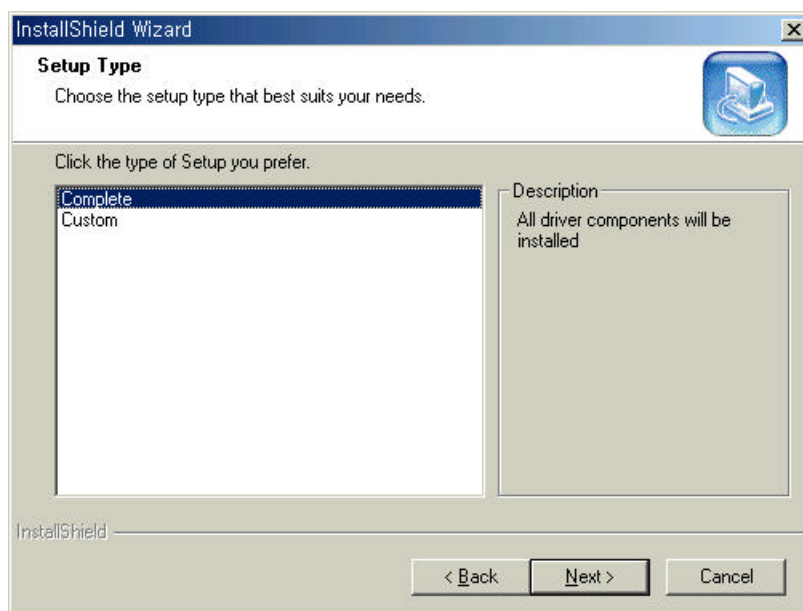 InstallShield Wizard
Setup Type
Choose the setup type that best suits your needs.
Click the type of Setup you prefer.
Complete
Custom
Description
All driver components will be
installed
InstallShield
< Back
Next >
Cancel